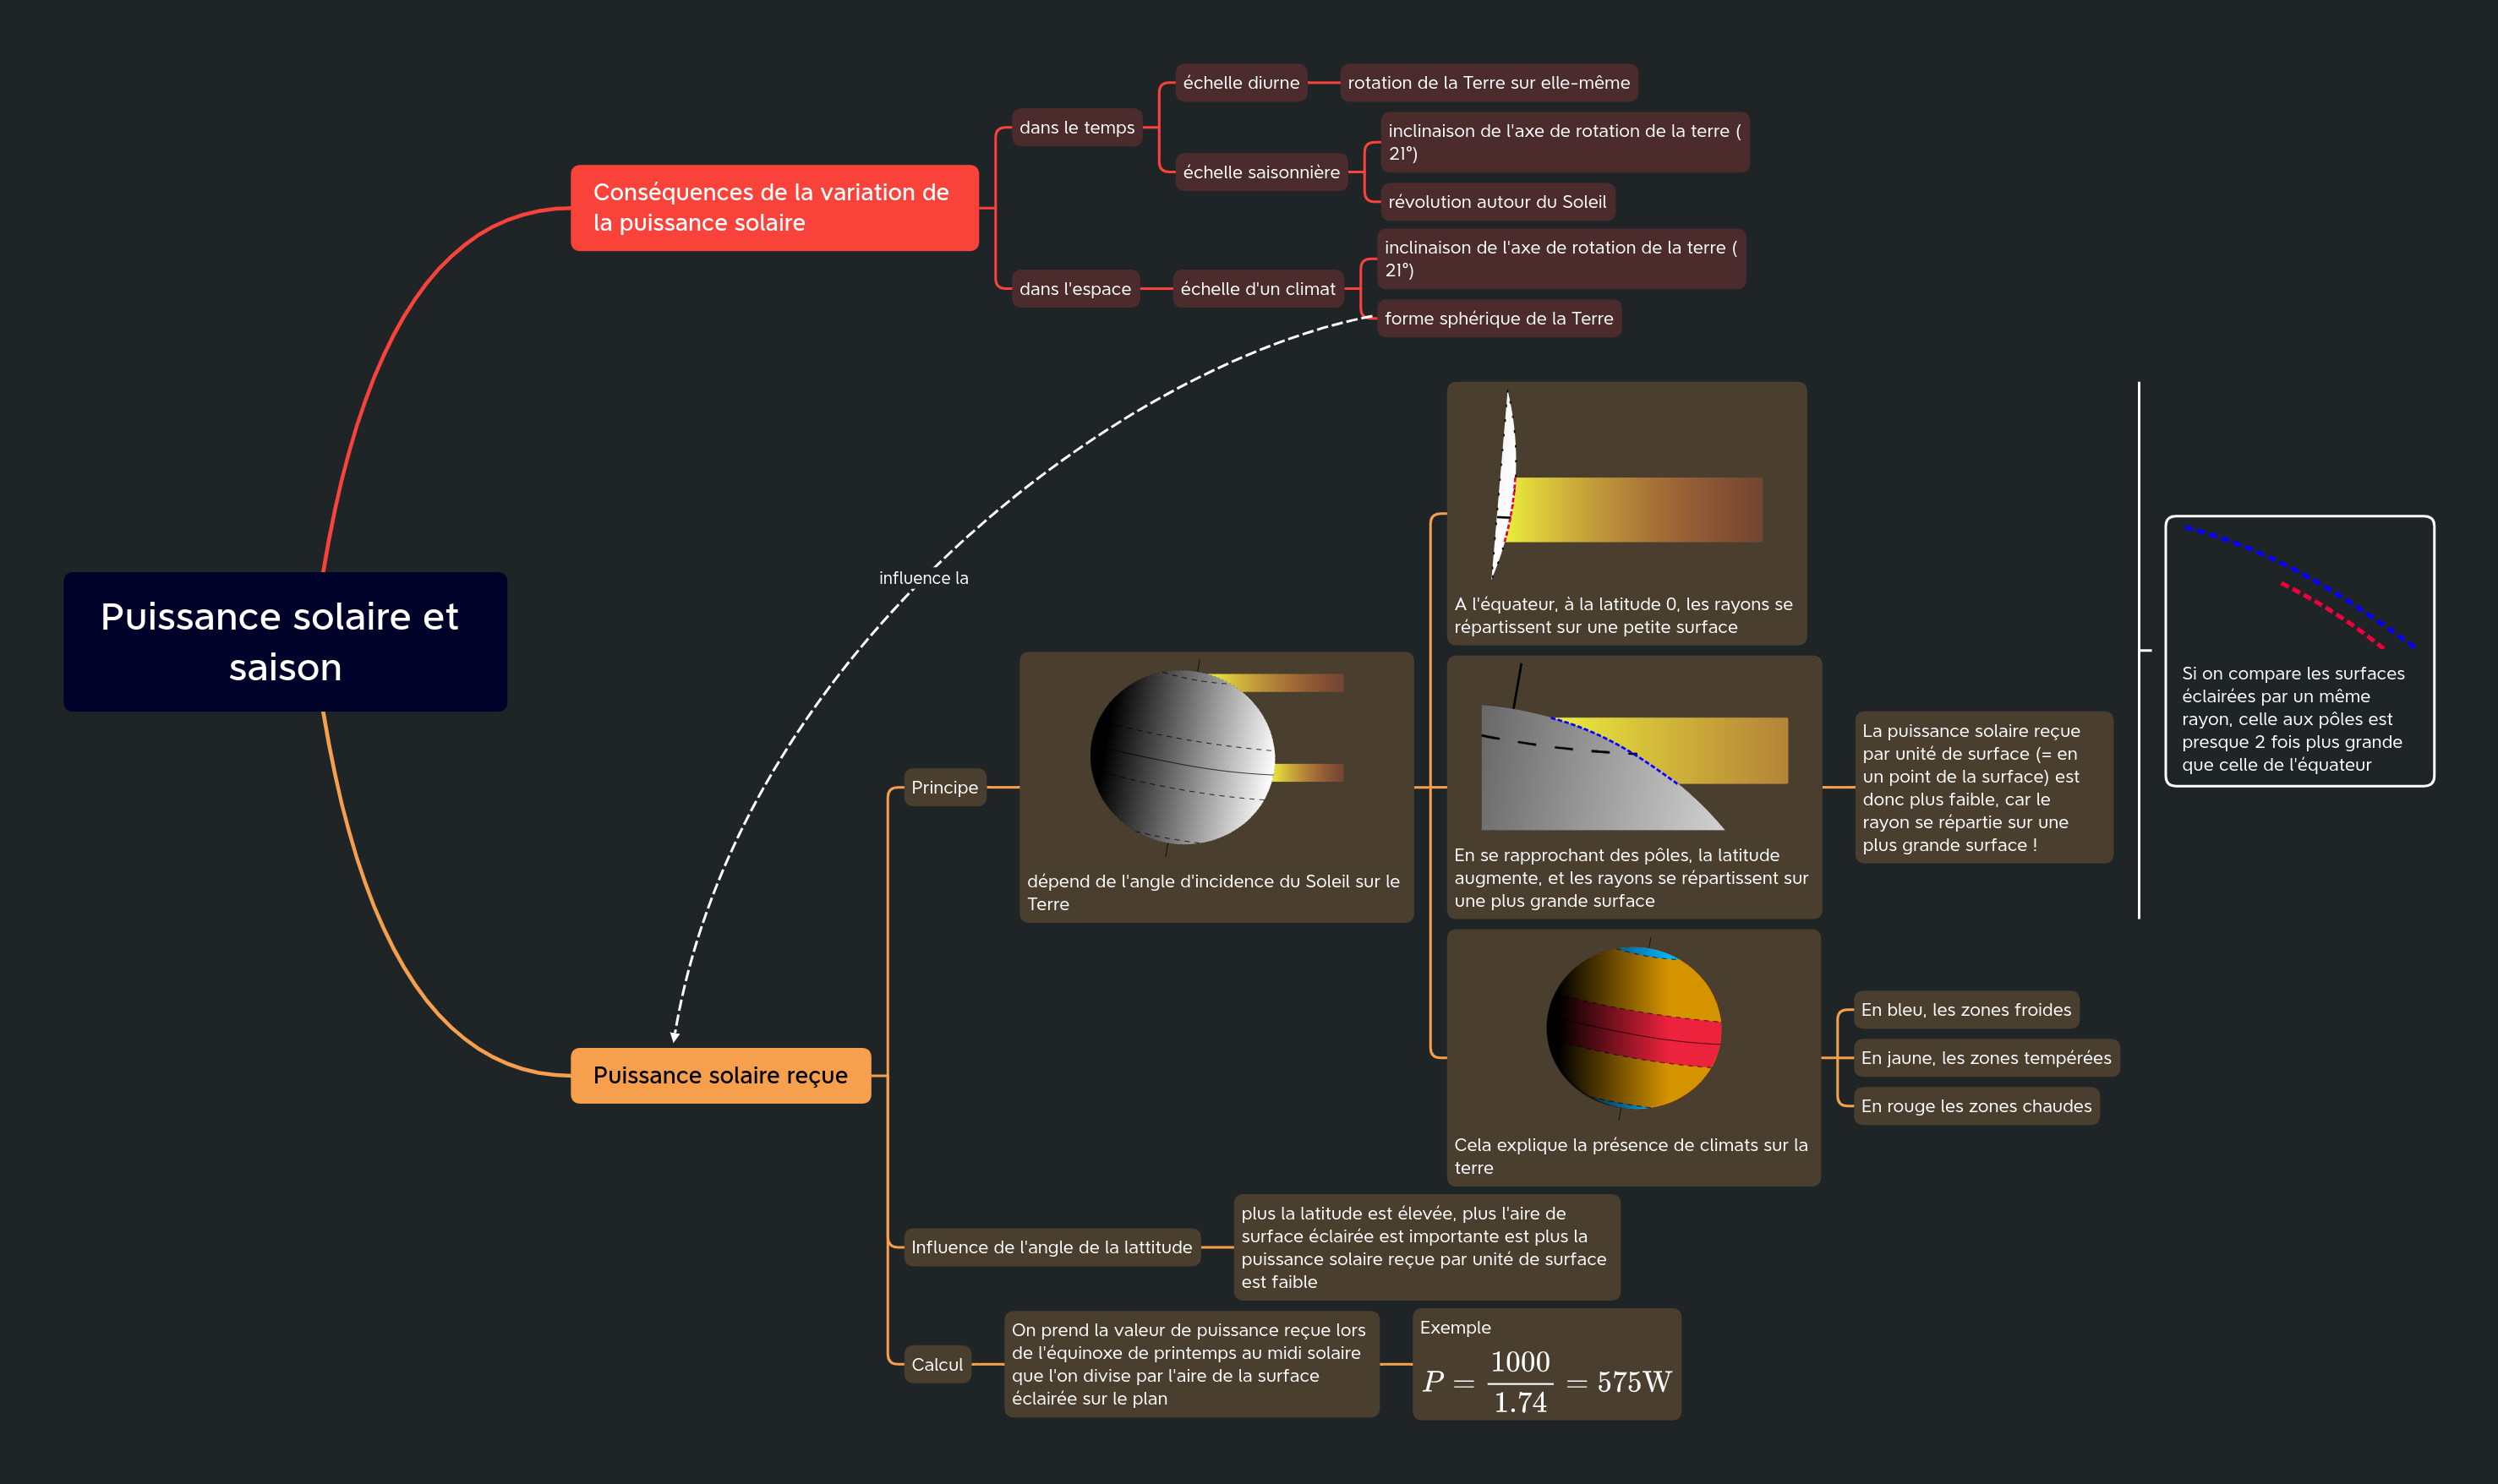 Puissance solaire et
saison
Conséquences de la variation de
la puissance solaire
dans le temps
échelle diurne
rotation de la Terre sur elle-même
échelle saisonnière
inclinaison de l'axe de rotation de la terre (
21°)
révolution autour du Soleil
dans l'espace
échelle d'un climat
inclinaison de l'axe de rotation de la terre (
21°)
forme sphérique de la Terre
influence la
Puissance solaire reçue
Principe
dépend de l'angle d'incidence du Soleil sur le
Terre
A l'équateur, à la latitude 0, les rayons se
répartissent sur une petite surface
En se rapprochant des pôles, la latitude
augmente, et les rayons se répartissent sur
une plus grande surface
La puissance solaire reçue
par unité de surface (= en
un point de la surface) est
donc plus faible, car le
rayon se répartie sur une
plus grande surface !
Si on compare les surfaces
éclairées par un même
rayon, celle aux pôles est
presque 2 fois plus grande
que celle de l'équateur
Cela explique la présence de climats sur la
terre
En bleu, les zones froides
En jaune, les zones tempérées
En rouge les zones chaudes
Influence de l'angle de la lattitude
plus la latitude est élevée, plus l'aire de
surface éclairée est importante est plus la
puissance solaire reçue par unité de surface
est faible
Calcul
On prend la valeur de puissance reçue lors
de l'équinoxe de printemps au midi solaire
que l'on divise par l'aire de la surface
éclairée sur le plan
Exemple
P = 1000/1.74 = 575W